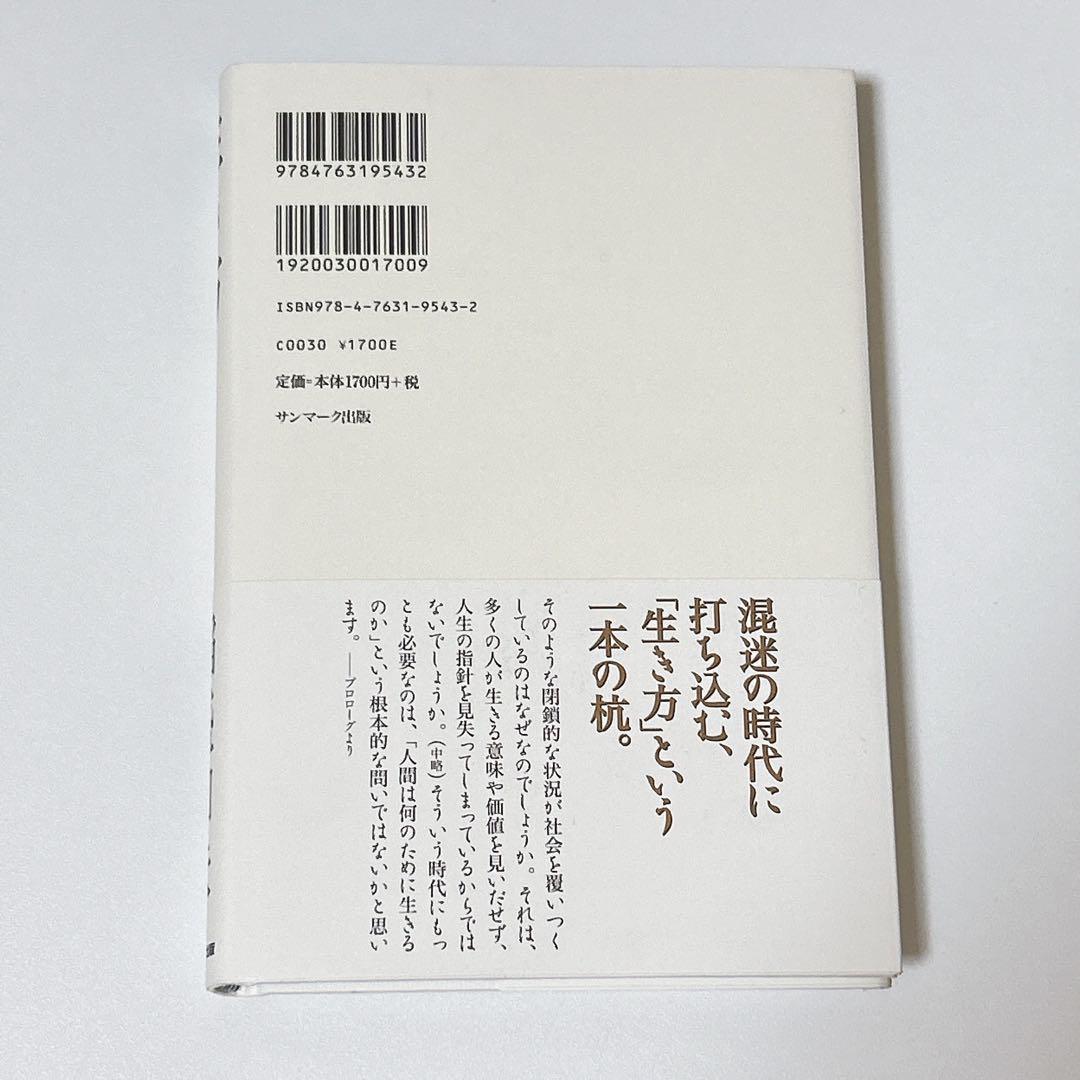 9784763195432
1920030017009
ISBN978-4-7631-9543-2
C0030 ¥1700E
定価=本体1700円+税
サンマーク出版
混迷の時代に
打ち込む、
「生き方」という
一本の杭。
そのような閉鎖的な状況が社会を覆いつく
しているのはなぜなのでしょうか。それは、
多くの人が生きる意味や価値を見いだせず、
人生の指針を見失ってしまっているからでは
ないでしょうか。(中略)そういう時代にもっ
とも必要なのは、「人間は何のために生きる
のか」という根本的な問いではないかと思い
ます。 ——プロローグより